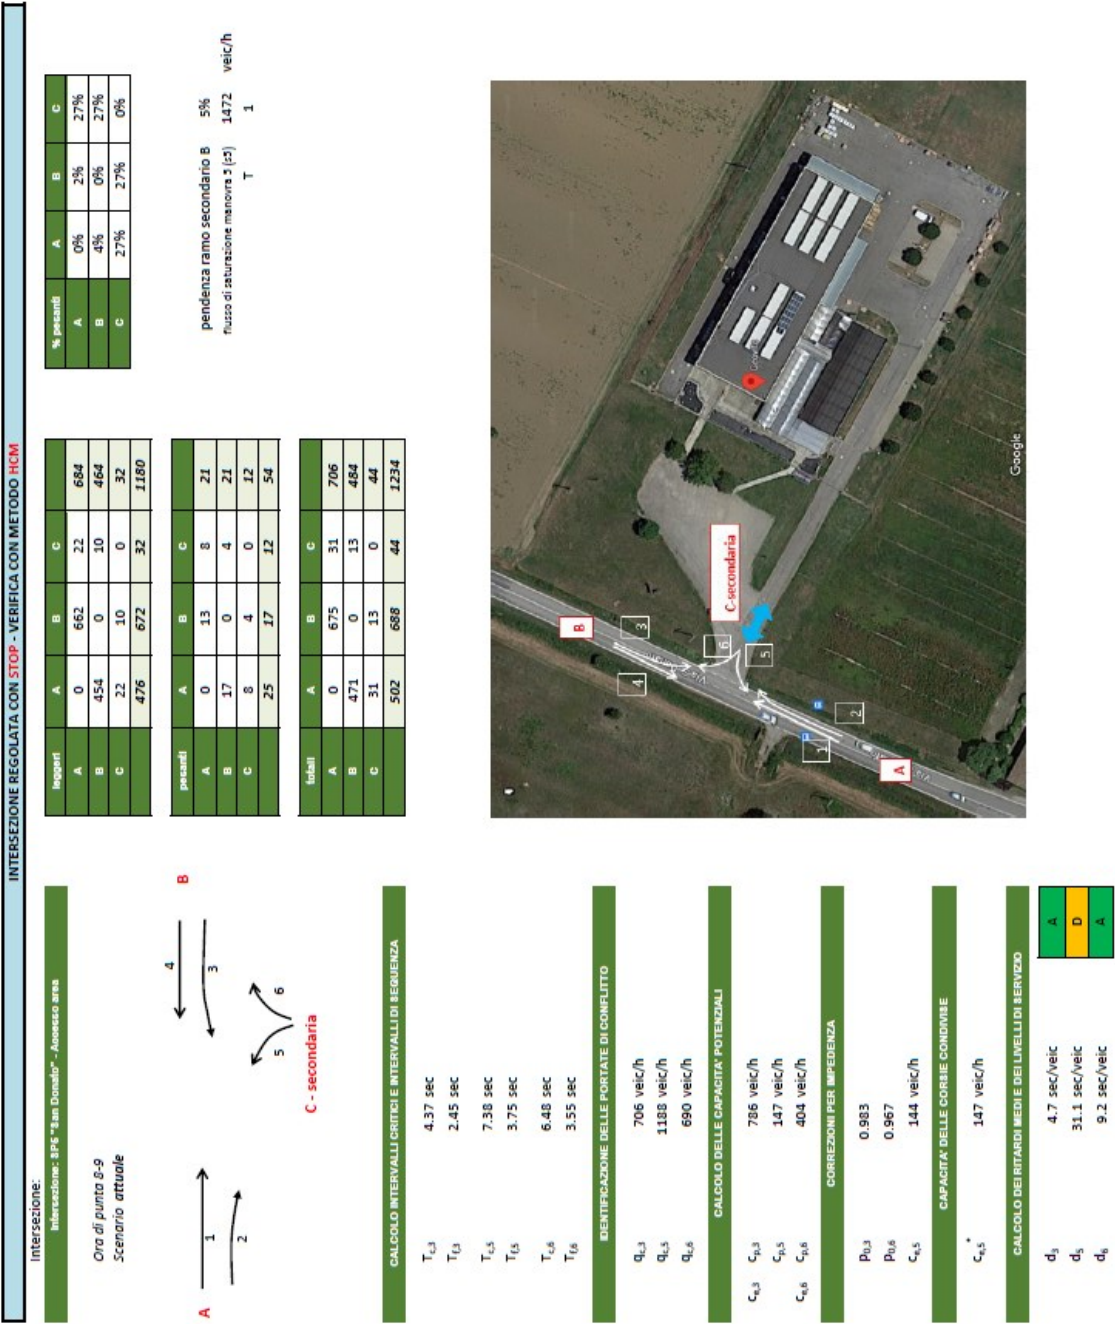 INTERSEZIONE REGOLATA CON STOP - VERIFICA CON METODO HCM
Intersezione:
Intersezione: SP6 "San Donato" - Accesso area
Ora di punta 8-9
Scenario attuale
A
1
2
4
3
B
5
6
C - secondaria
leggeri A B C
A 0 662 22 684
B 454 0 10 464
C 22 10 0 32
476 672 32 1180
pesanti A B C
A 0 13 8 21
B 17 0 4 21
C 8 4 0 12
25 17 12 54
totali A B C
A 0 675 31 706
B 471 0 13 484
C 31 13 0 44
502 688 44 1234
% pesanti A B C
A 0% 2% 27%
B 4% 0% 27%
C 27% 27% 0%
pendenza ramo secondario B 5%
flusso di saturazione manovra 5 (s5) 1472 veic/h
T 1
CALCOLO INTERVALLI CRITICI E INTERVALLI DI SEQUENZA
Tc,3 4.37 sec
Tf,3 2.45 sec
Tc,5 7.38 sec
Tf,5 3.75 sec
Tc,6 6.48 sec
Tf,6 3.55 sec
IDENTIFICAZIONE DELLE PORTATE DI CONFLITTO
qc,3 706 veic/h
qc,5 1188 veic/h
qc,6 690 veic/h
CALCOLO DELLE CAPACITA' POTENZIALI
ce,3 cp,3 786 veic/h
cp,5 147 veic/h
ce,6 cp,6 404 veic/h
CORREZIONE PER IMPEDENZA
p0,3 0.983
p0,6 0.967
ce,5 144 veic/h
CAPACITA' DELLE CORSIE CONDIVISE
ce,5* 147 veic/h
CALCOLO DEI RITARDI MEDI E DEI LIVELLI DI SERVIZIO
d3 4.7 sec/veic A
d5 31.1 sec/veic D
d6 9.2 sec/veic A
B
3
4
6
C-secondaria
5
2
1
A
Google